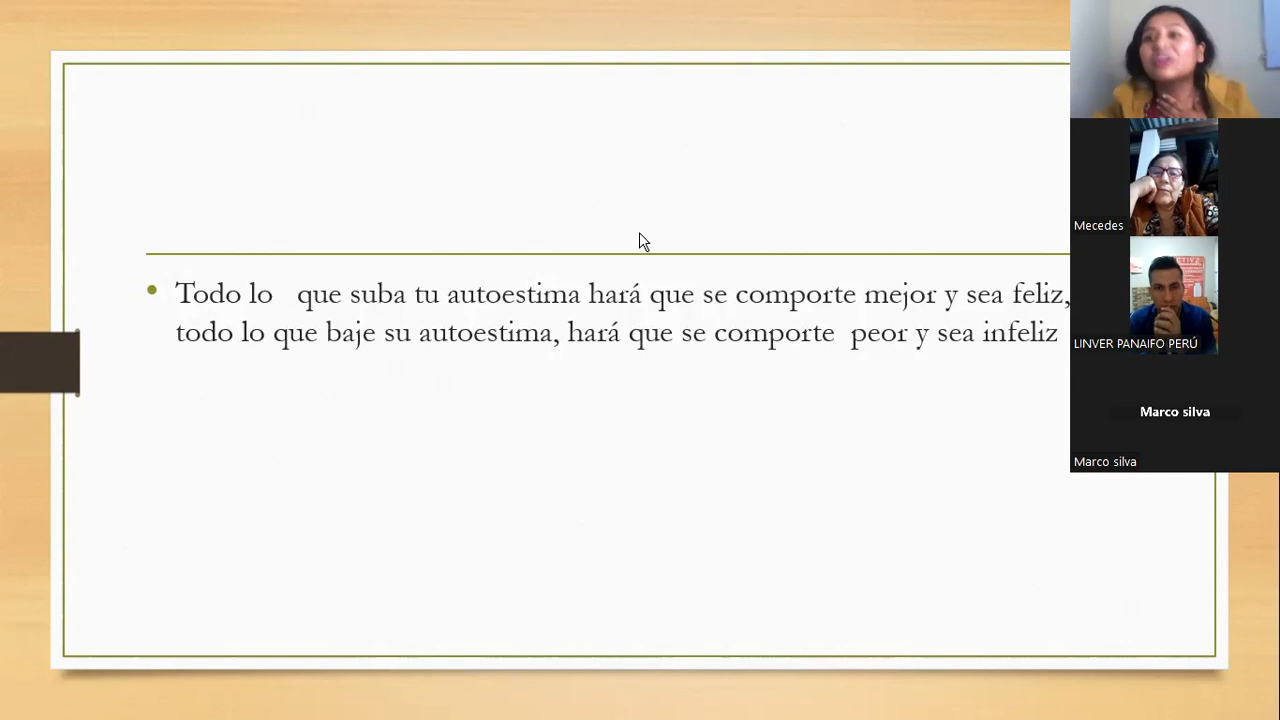 • Todo lo que suba tu autoestima hará que se comporte mejor y sea feliz,
todo lo que baje su autoestima, hará que se comporte peor y sea infeliz
Mecedes
LINVER PANAIFO PERÚ
Marco silva
Marco silva